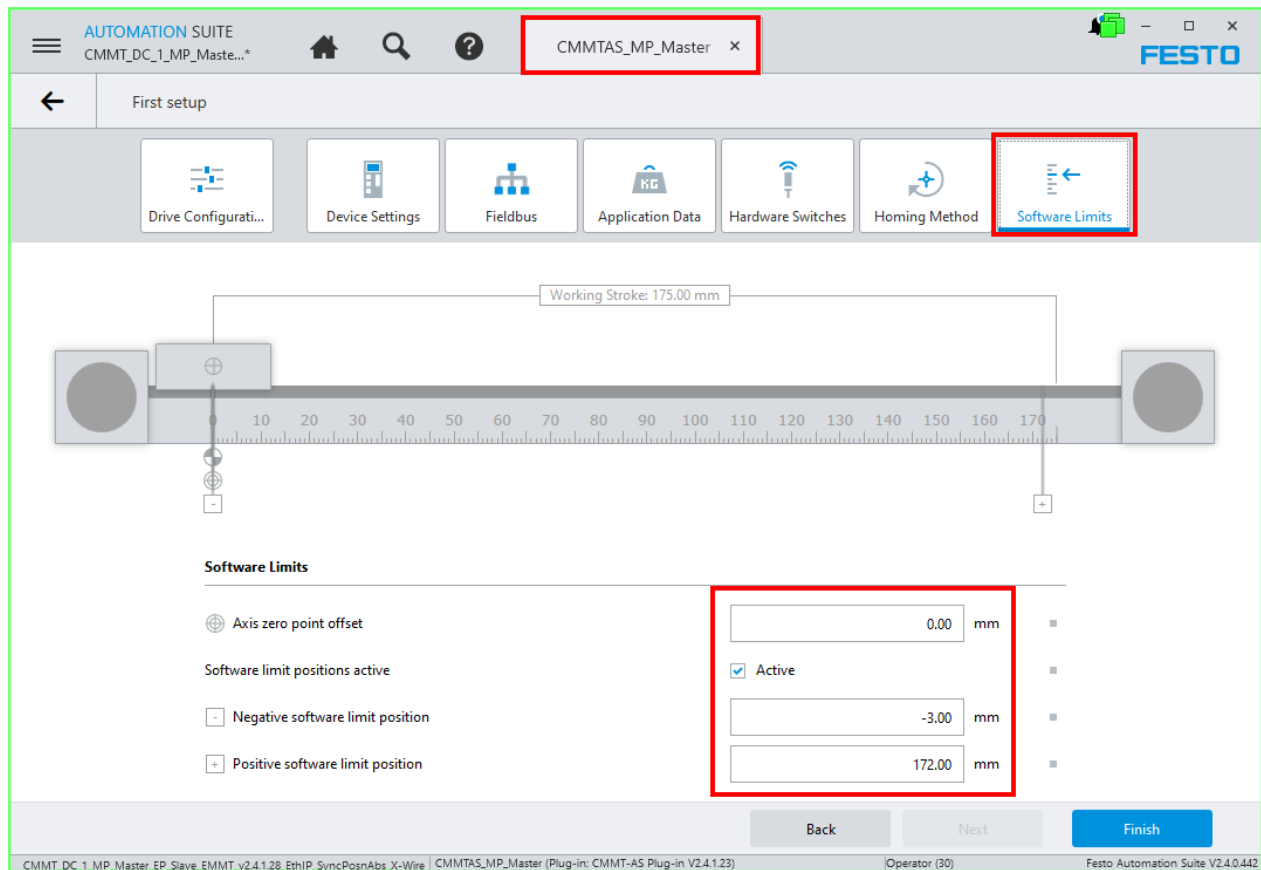 AUTOMATION SUITE
CMMT_DC_1_MP_Maste...*
CMMTAS_MP_Master ×
FESTO
First setup
Drive Configurati...
Device Settings
Fieldbus
KG
Application Data
Hardware Switches
Homing Method
Software Limits
Working Stroke: 175.00 mm
0 10 20 30 40 50 60 70 80 90 100 110 120 130 140 150 160 170
- +
Software Limits
Axis zero point offset 0.00 mm
Software limit positions active Active
- Negative software limit position -3.00 mm
+ Positive software limit position 172.00 mm
Back Next Finish
CMMT_DC_1_MP_Master_EP_Slave_EMMT_v2.4.1.28_EthIP_SyncPosnAbs_X-Wire CMMTAS_MP_Master (Plug-in: CMMT-AS Plug-in V2.4.1.23) Operator (30) Festo Automation Suite V2.4.0.442